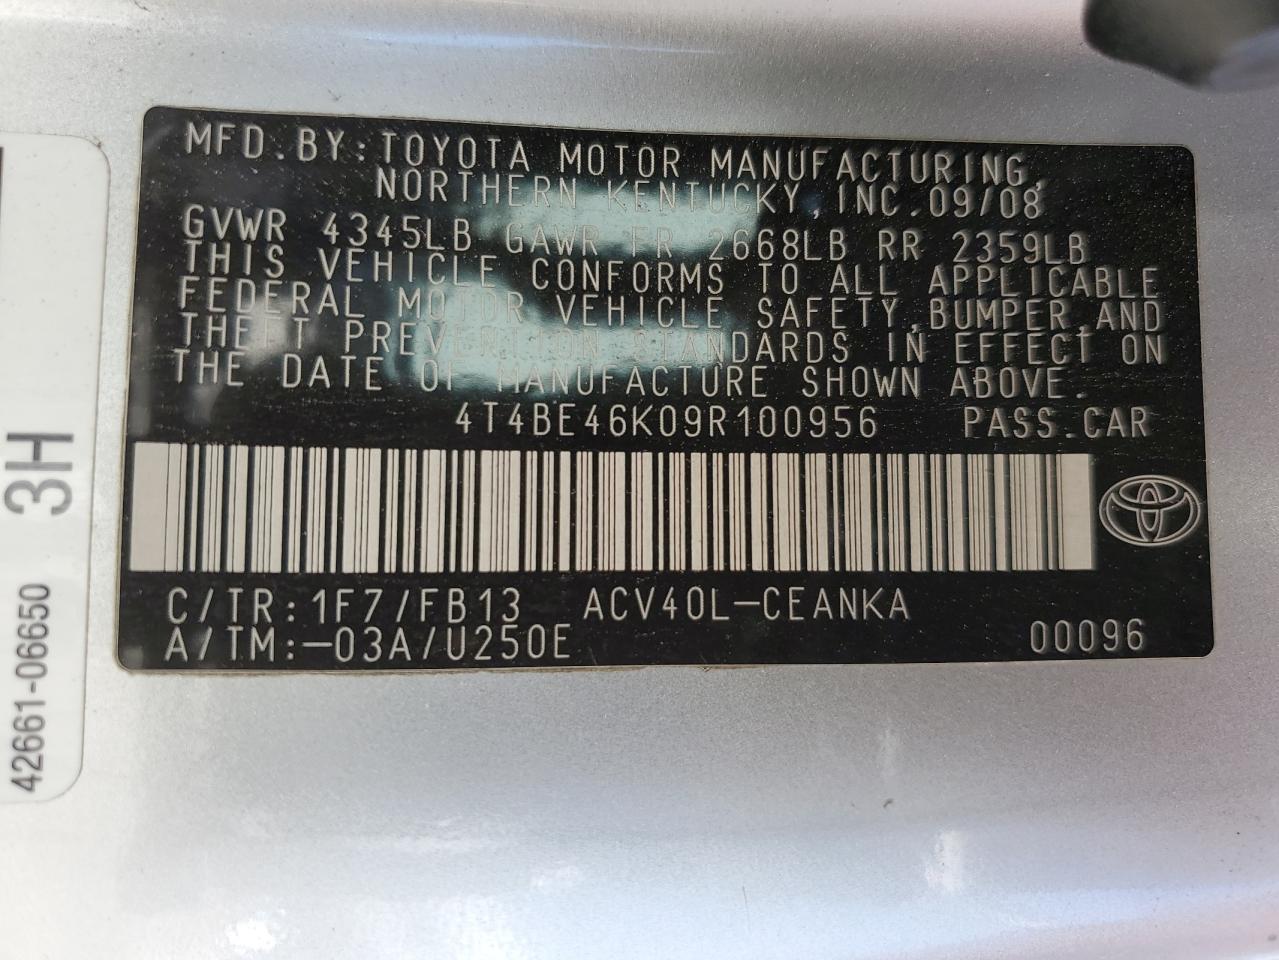 MFD.BY:TOYOTA MOTOR MANUFACTURING,
NORTHERN KENTUCKY,INC.09/08
GVWR 4345LB GAWR FR 2668LB RR 2359LB
THIS VEHICLE CONFORMS TO ALL APPLICABLE
FEDERAL MOTOR VEHICLE SAFETY,BUMPER,AND
THEFT PREVENTION STANDARDS IN EFFECT ON
THE DATE OF MANUFACTURE SHOWN ABOVE.
4T4BE46K09R100956 PASS.CAR
C/TR:1F7/FB13 ACV40L-CEANKA
A/TM:-03A/U250E 00096
3H
42661-06650